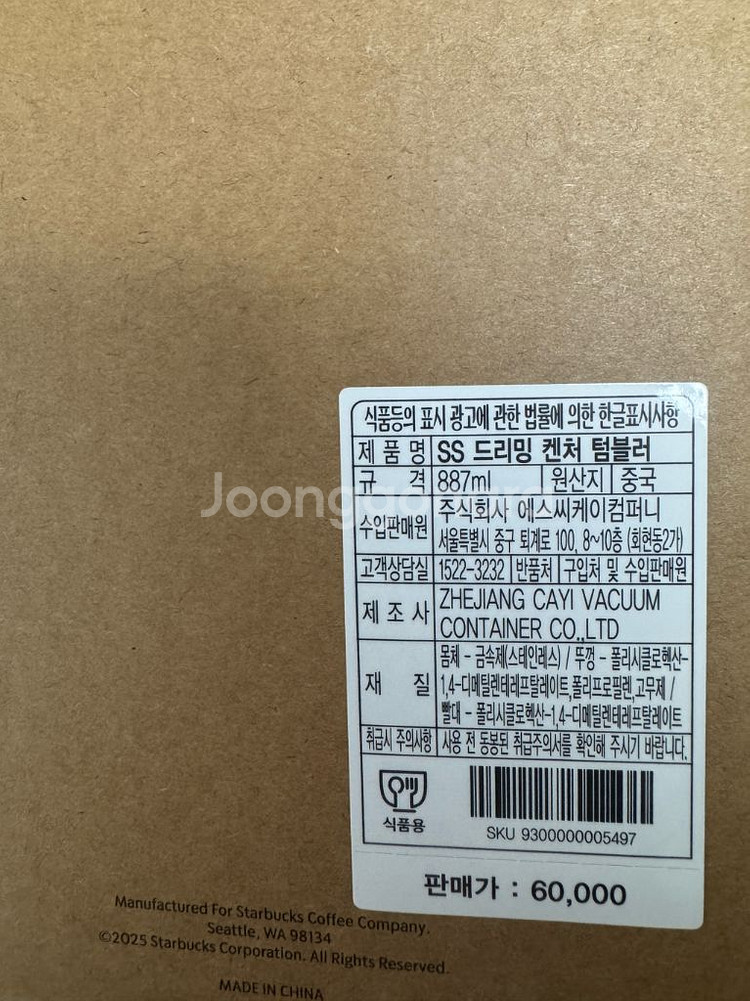 식품등의 표시 광고에 관한 법률에 의한 한글표시사항
제 품 명 SS 드리밍 켄처 텀블러
규 격 887ml 원산지 중국
수입판매원 주식회사 에스씨케이컴퍼니
서울특별시 중구 퇴계로 100, 8~10층 (회현동2가)
고객상담실 1522-3232 반품처 구입처 및 수입판매원
제 조 사 ZHEJIANG CAYI VACUUM
CONTAINER CO.,LTD
재 질 몸체 - 금속제(스테인레스) / 뚜껑 - 폴리시클로헥산-
1,4-디메틸렌테레프탈레이트,폴리프로필렌,고무제 /
빨대 - 폴리시클로헥산-1,4-디메틸렌테레프탈레이트
취급시 주의사항 사용 전 동봉된 취급주의서를 확인해 주시기 바랍니다.
식품용
SKU 9300000005497
판매가 : 60,000
Manufactured For Starbucks Coffee Company.
Seattle, WA 98134
©2025 Starbucks Corporation. All Rights Reserved.
MADE IN CHINA